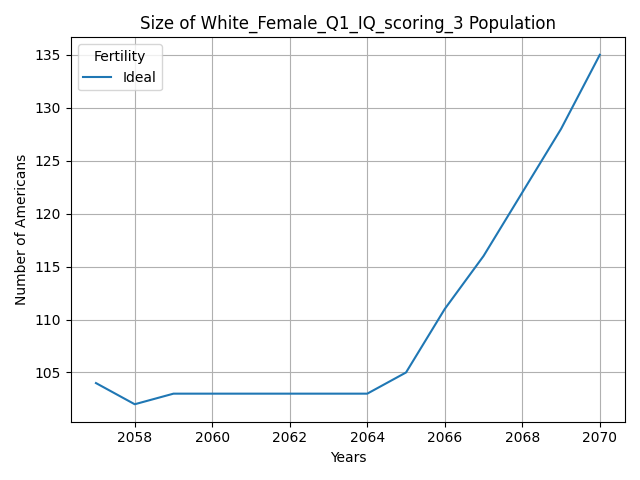 Size of White_Female_Q1_IQ_scoring_3 Population
Fertility
Ideal
Number of Americans
135
130
125
120
115
110
105
2058 2060 2062 2064 2066 2068 2070
Years